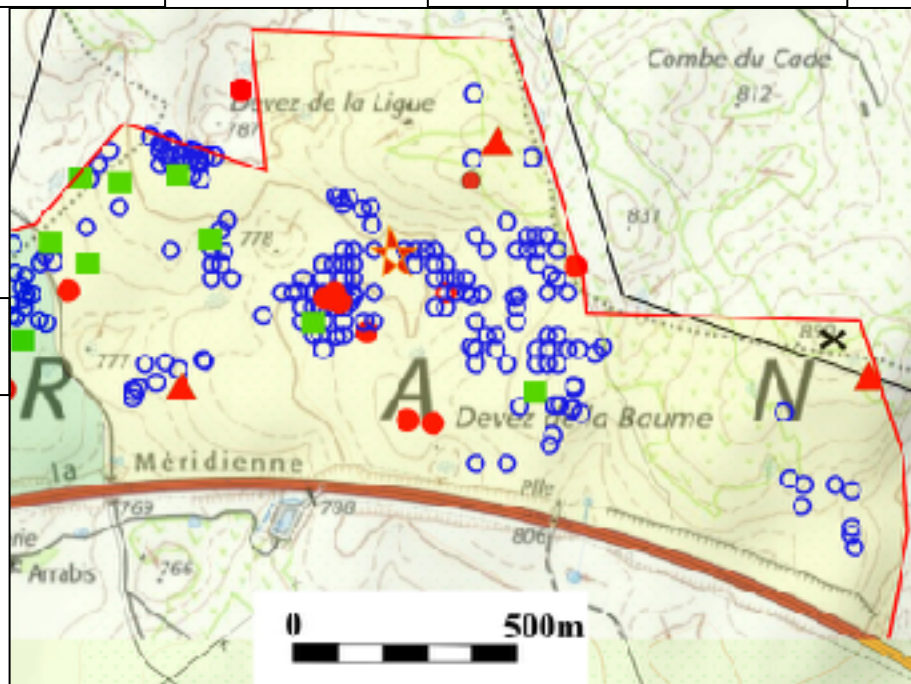 Combe du Cade
812
Devez de la Ligue
787
831
778
777
R A N
Devez de la Baume
la Méridienne
Plle
769
798
806
Arrabs
766
0 500m